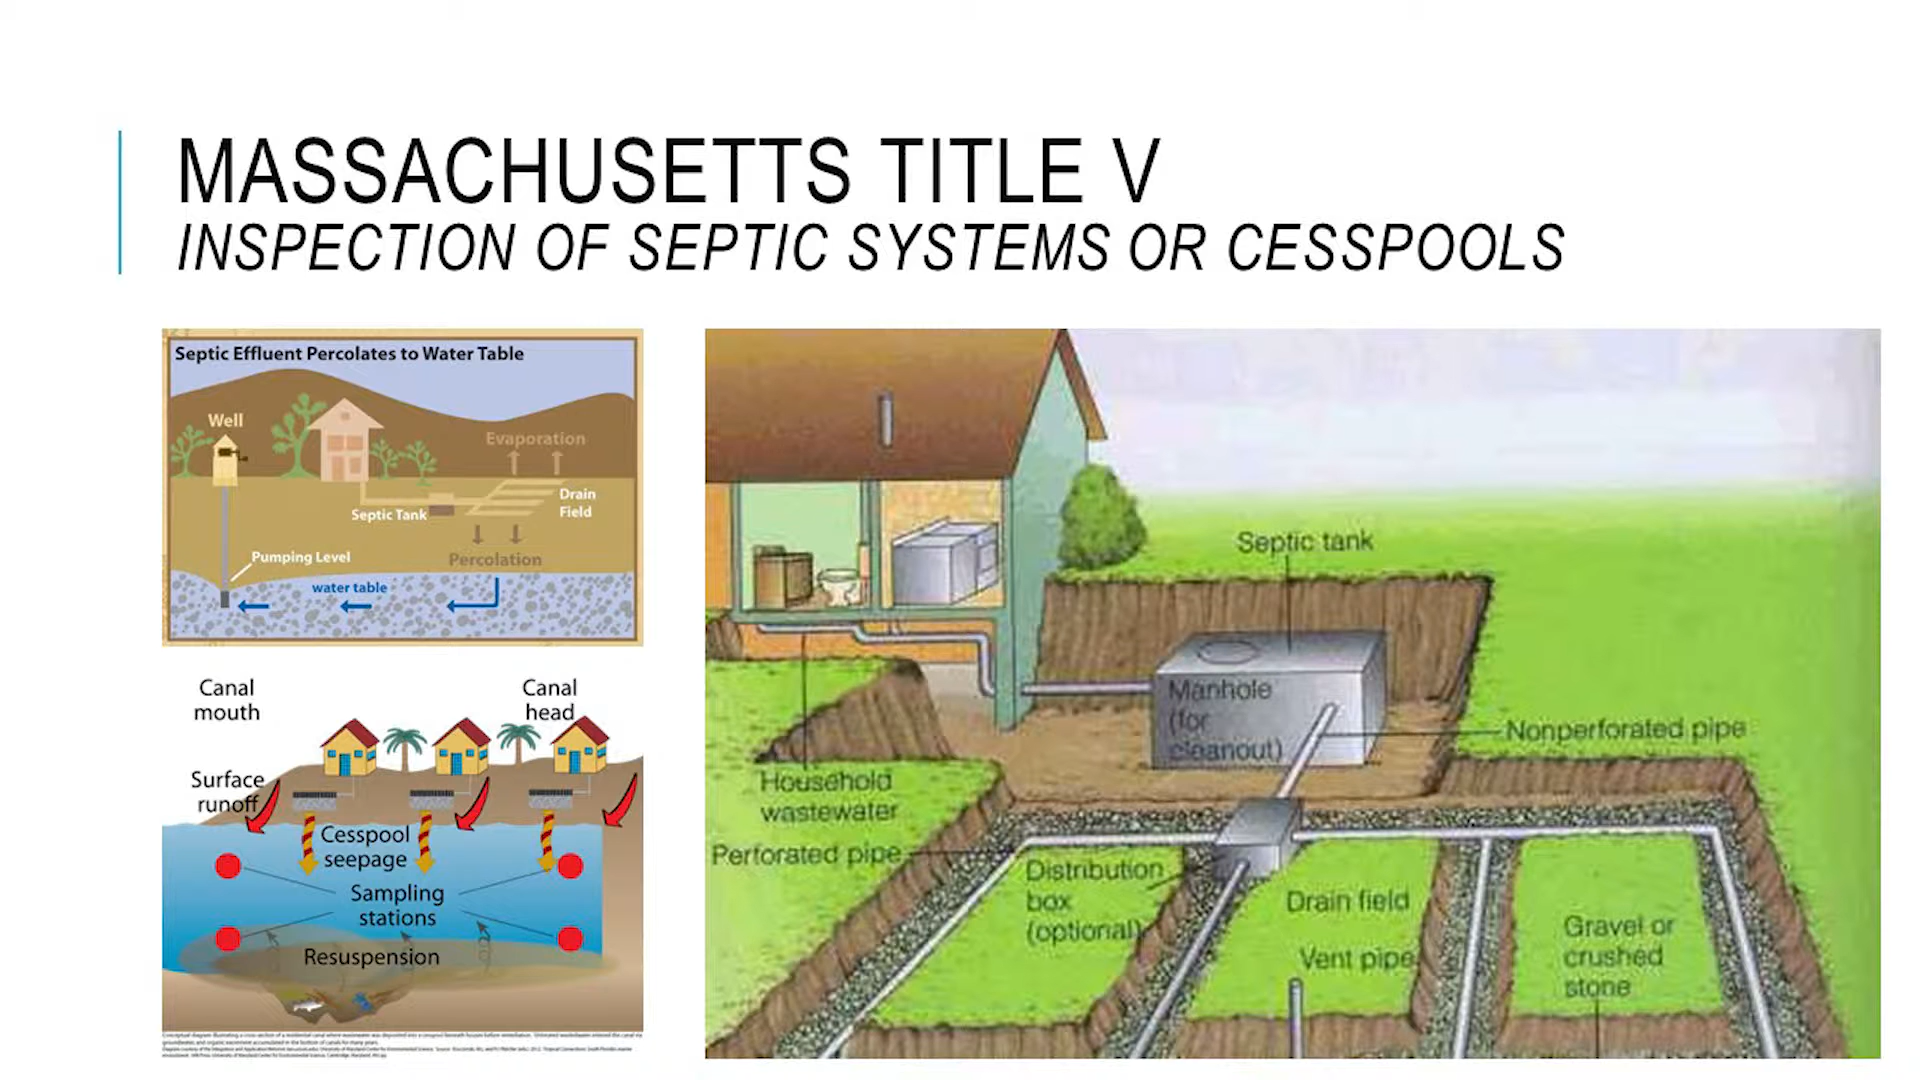 MASSACHUSETTS TITLE V
INSPECTION OF SEPTIC SYSTEMS OR CESSPOOLS
Septic Effluent Percolates to Water Table
Well
Evaporation
Drain
Field
Septic Tank
Pumping Level
Percolation
water table
Canal
mouth
Canal
head
Surface
runoff
Cesspool
seepage
Sampling
stations
Resuspension
Septic tank
Manhole
(for
cleanout)
Nonperforated pipe
Household
wastewater
Perforated pipe
Distribution
box
(optional)
Drain field
Vent pipe
Gravel or
crushed
stone